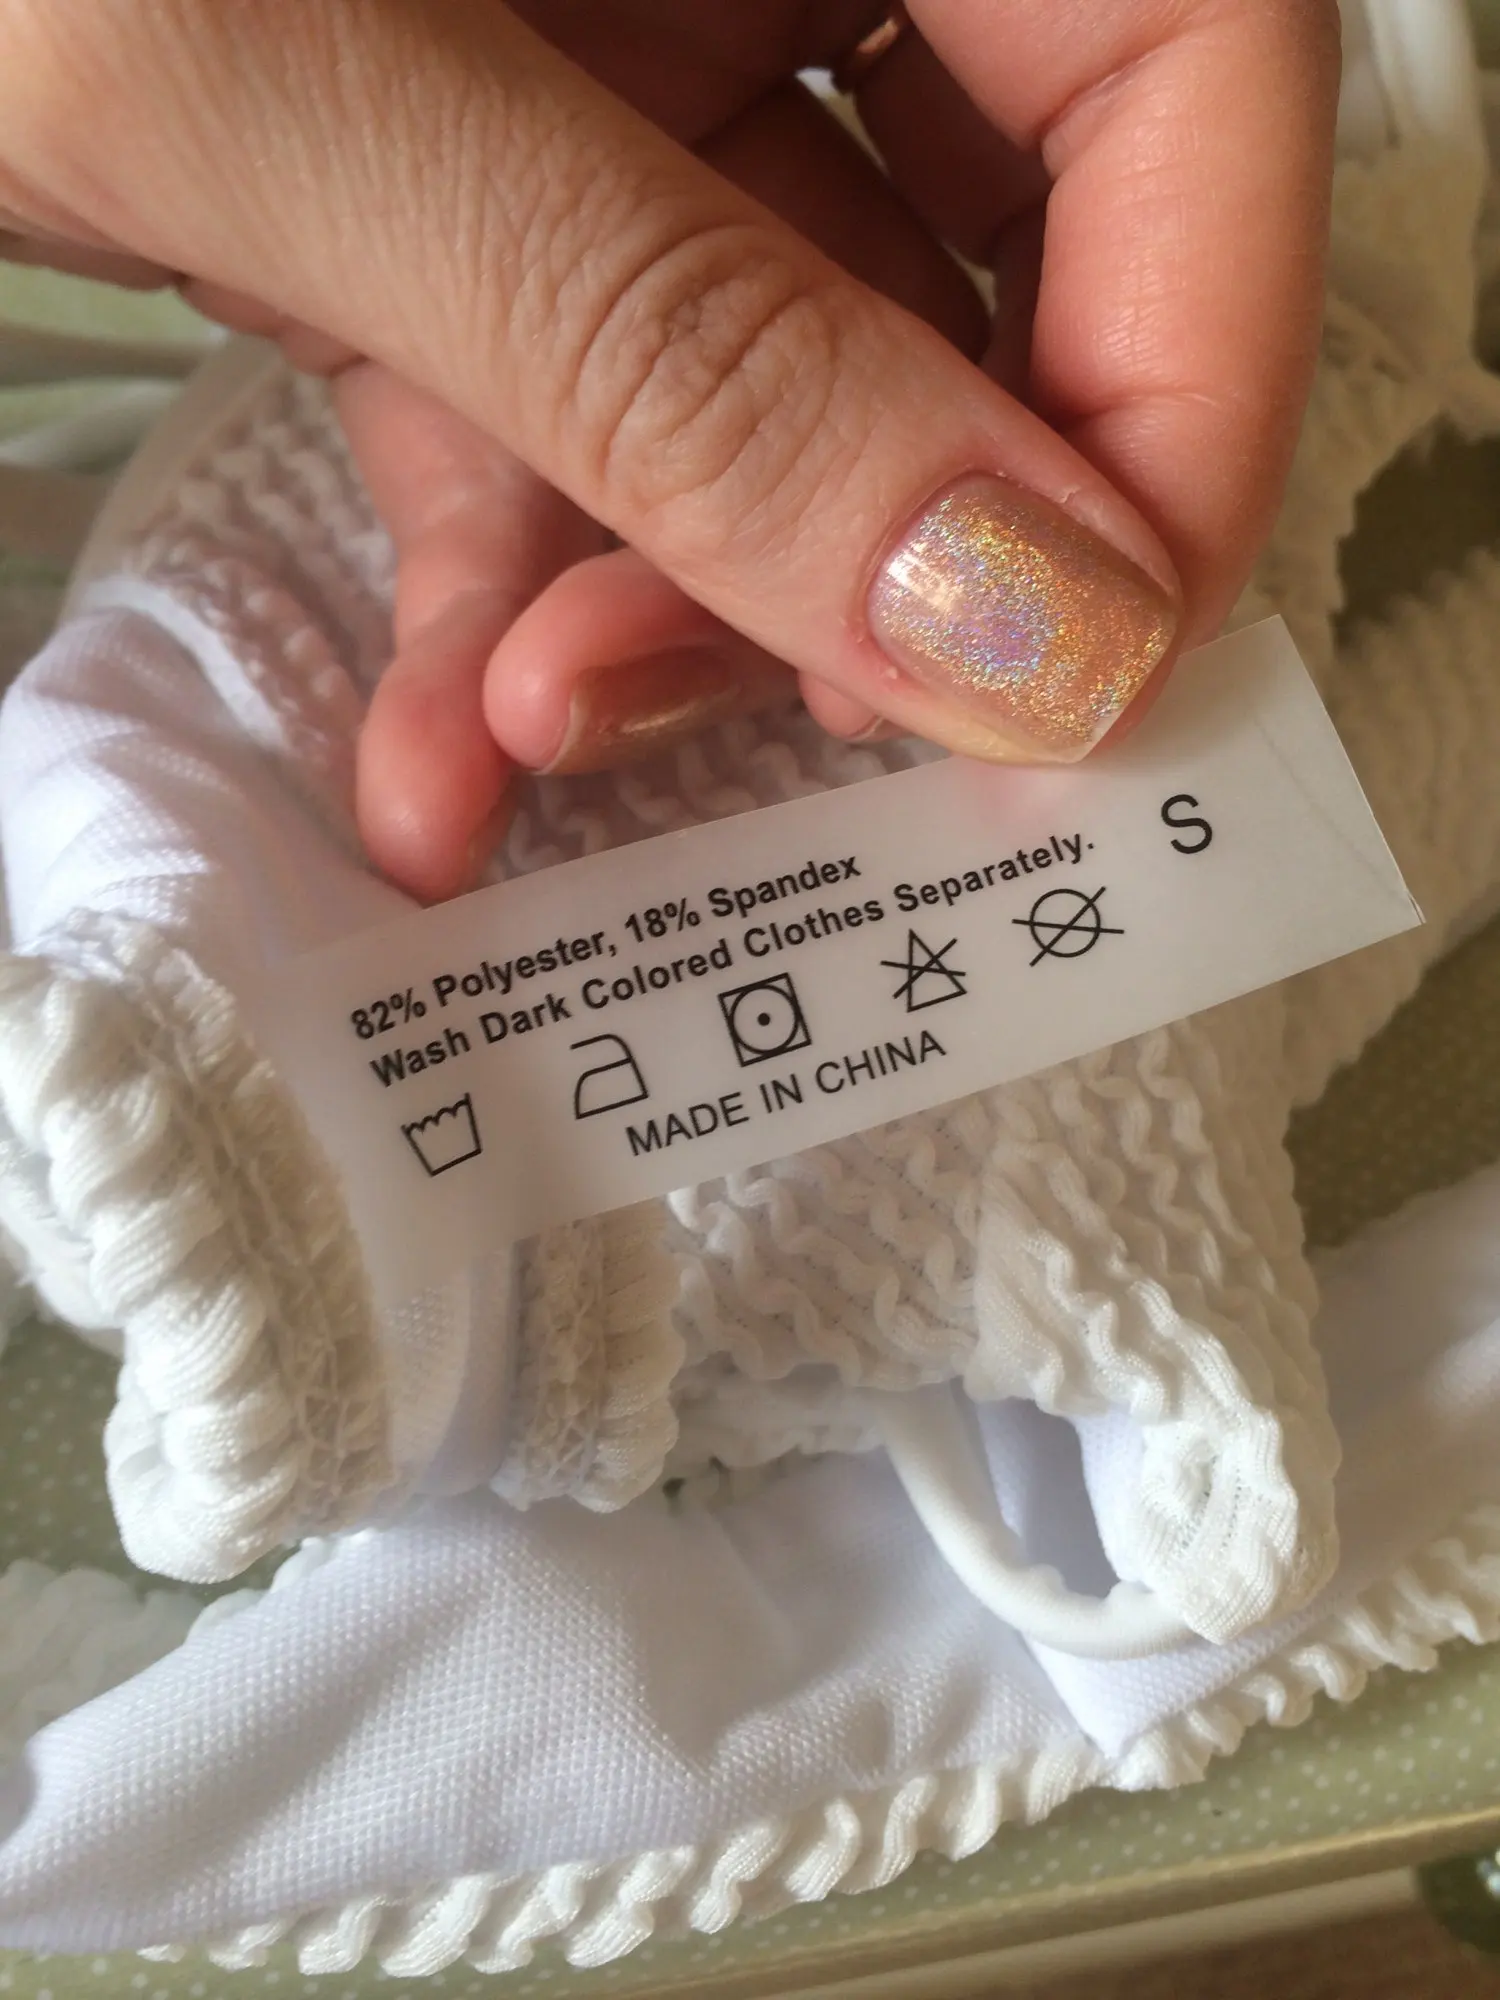 82% Polyester, 18% Spandex
Wash Dark Colored Clothes Separately.
S
MADE IN CHINA